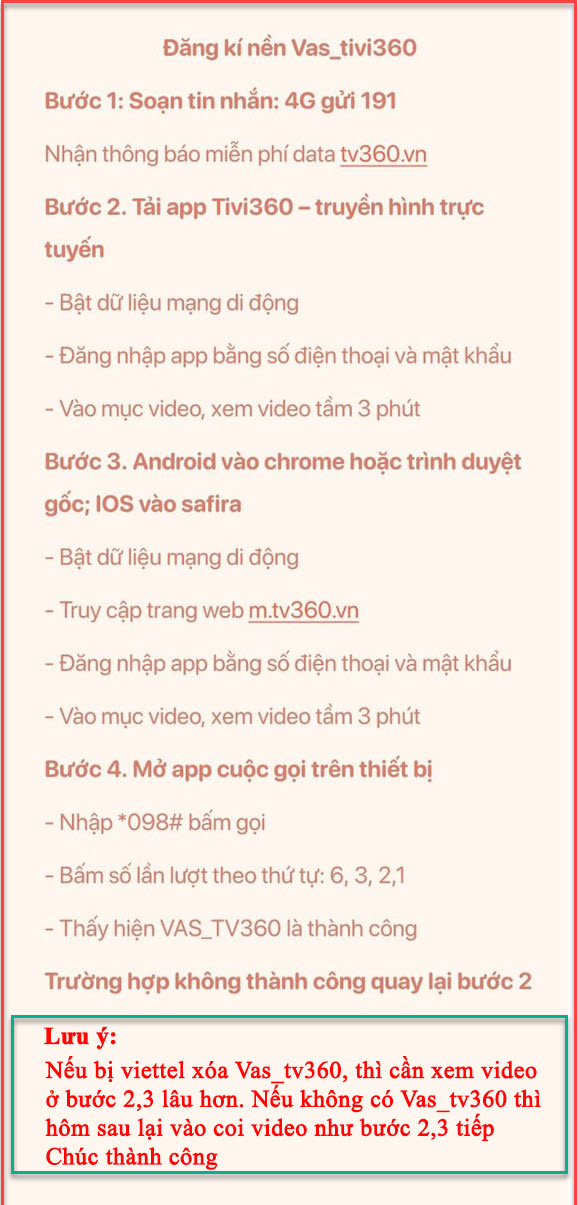 Đăng kí nền Vas_tivi360
Bước 1: Soạn tin nhắn: 4G gửi 191
Nhận thông báo miễn phí data tv360.vn
Bước 2. Tải app Tivi360 – truyền hình trực
tuyến
- Bật dữ liệu mạng di động
- Đăng nhập app bằng số điện thoại và mật khẩu
- Vào mục video, xem video tầm 3 phút
Bước 3. Android vào chrome hoặc trình duyệt
gốc; IOS vào safira
- Bật dữ liệu mạng di động
- Truy cập trang web m.tv360.vn
- Đăng nhập app bằng số điện thoại và mật khẩu
- Vào mục video, xem video tầm 3 phút
Bước 4. Mở app cuộc gọi trên thiết bị
- Nhập *098# bấm gọi
- Bấm số lần lượt theo thứ tự: 6, 3, 2,1
- Thấy hiện VAS_TV360 là thành công
Trường hợp không thành công quay lại bước 2
Lưu ý:
Nếu bị viettel xóa Vas_tv360, thì cần xem video
ở bước 2,3 lâu hơn. Nếu không có Vas_tv360 thì
hôm sau lại vào coi video như bước 2,3 tiếp
Chúc thành công